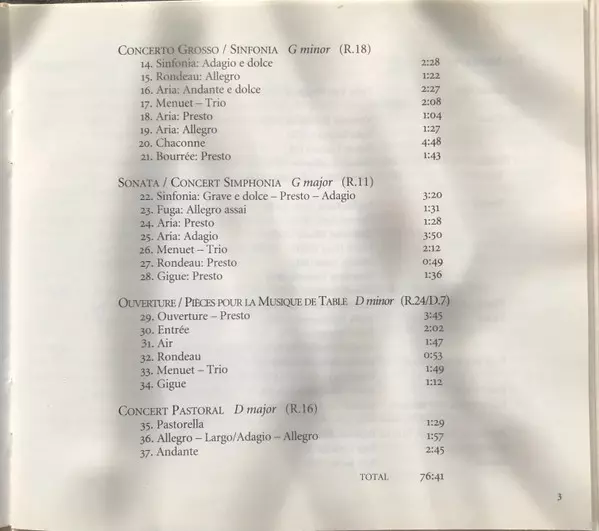 CONCERTO GROSSO / SINFONIA G minor (R.18)
14. Sinfonia: Adagio e dolce 2:28
15. Rondeau: Allegro 1:22
16. Aria: Andante e dolce 2:27
17. Menuet – Trio 2:08
18. Aria: Presto 1:04
19. Aria: Allegro 1:27
20. Chaconne 4:48
21. Bourrée: Presto 1:43
SONATA / CONCERT SIMPHONIA G major (R.11)
22. Sinfonia: Grave e dolce – Presto – Adagio 3:20
23. Fuga: Allegro assai 1:31
24. Aria: Presto 1:28
25. Aria: Adagio 3:50
26. Menuet – Trio 2:12
27. Rondeau: Presto 0:49
28. Gigue: Presto 1:36
OUVERTURE / PIÈCES POUR LA MUSIQUE DE TABLE D minor (R.24/D.7)
29. Ouverture – Presto 3:45
30. Entrée 2:02
31. Air 1:47
32. Rondeau 0:53
33. Menuet – Trio 1:49
34. Gigue 1:12
CONCERT PASTORAL D major (R.16)
35. Pastorella 1:29
36. Allegro – Largo/Adagio – Allegro 1:57
37. Andante 2:45
TOTAL 76:41
3